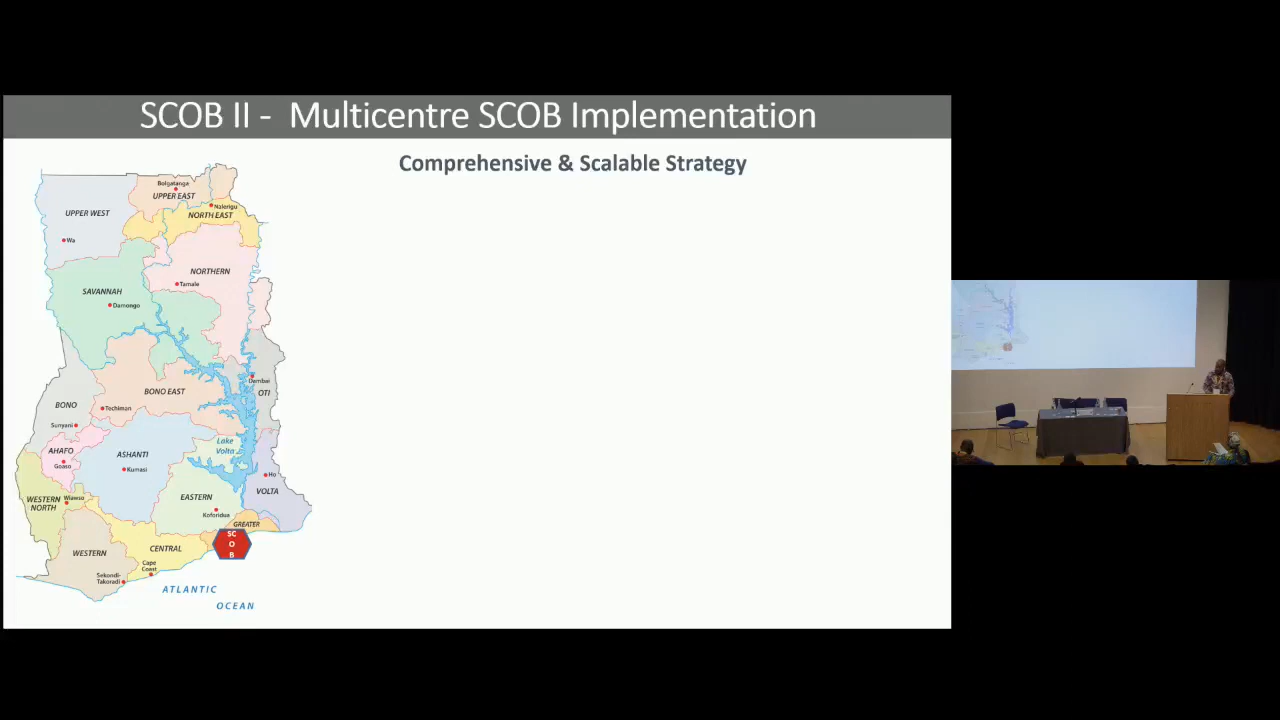 SCOB II - Multicentre SCOB Implementation
Comprehensive & Scalable Strategy
Bolgatanga
UPPER EAST
Nalerigu
NORTH EAST
UPPER WEST
Wa
NORTHERN
Tamale
SAVANNAH
Damongo
Dambai
OTI
BONO EAST
Techiman
BONO
Sunyani
Lake
Volta
AHAFO
Goaso
ASHANTI
Kumasi
Ho
VOLTA
EASTERN
Koforidua
WESTERN
NORTH
Wiawso
GREATER
SC
O
B
CENTRAL
WESTERN
Cape
Coast
Sekondi-
Takoradi
ATLANTIC
OCEAN